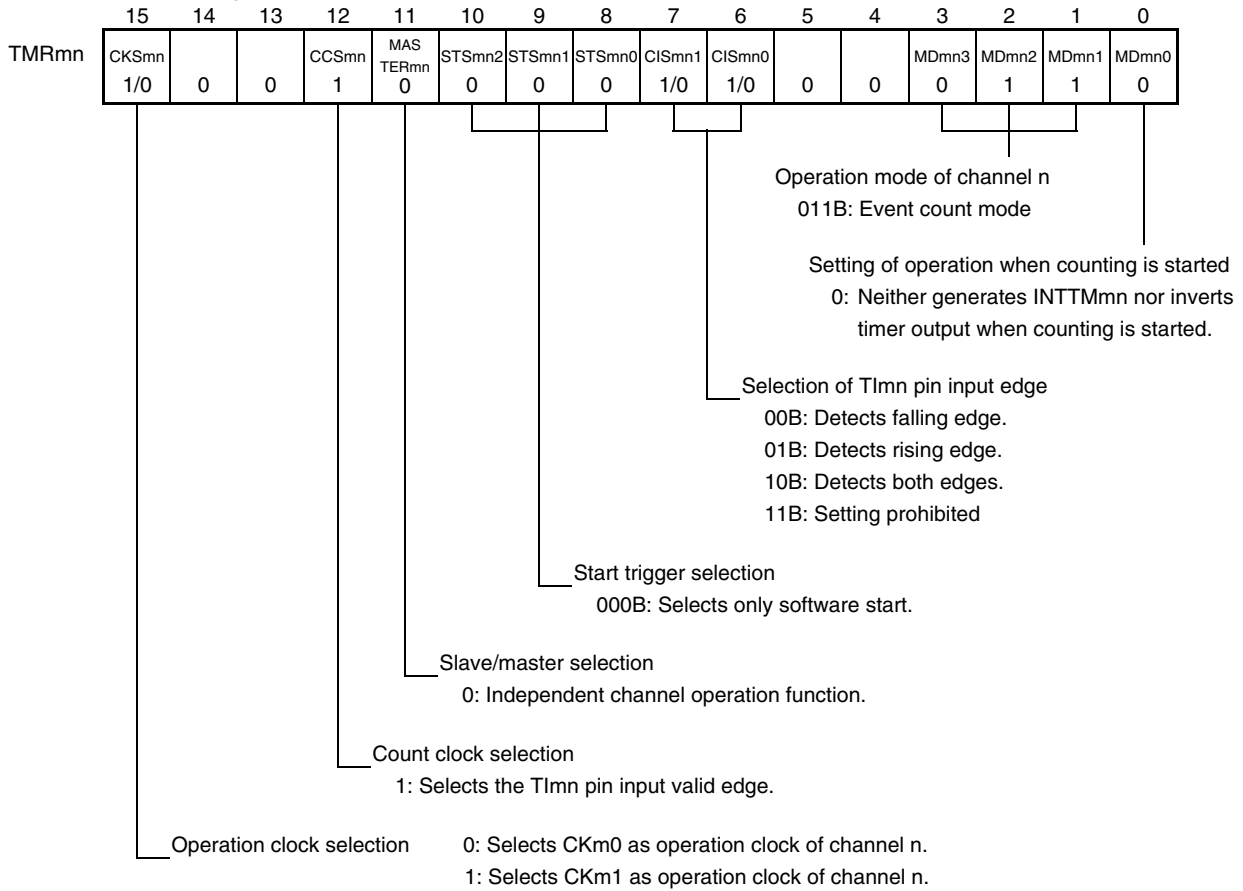 15 14 13 12 11 10 9 8 7 6 5 4 3 2 1 0
TMRmn
CKSmn CCSmn MAS TERmn STSmn2 STSmn1 STSmn0 CISmn1 CISmn0 MDmn3 MDmn2 MDmn1 MDmn0
1/0 0 0 1 0 0 0 0 1/0 1/0 0 0 0 1 1 0
Operation mode of channel n
011B: Event count mode
Setting of operation when counting is started
0: Neither generates INTTMmn nor inverts
timer output when counting is started.
Selection of TImn pin input edge
00B: Detects falling edge.
01B: Detects rising edge.
10B: Detects both edges.
11B: Setting prohibited
Start trigger selection
000B: Selects only software start.
Slave/master selection
0: Independent channel operation function.
Count clock selection
1: Selects the TImn pin input valid edge.
Operation clock selection 0: Selects CKm0 as operation clock of channel n.
1: Selects CKm1 as operation clock of channel n.